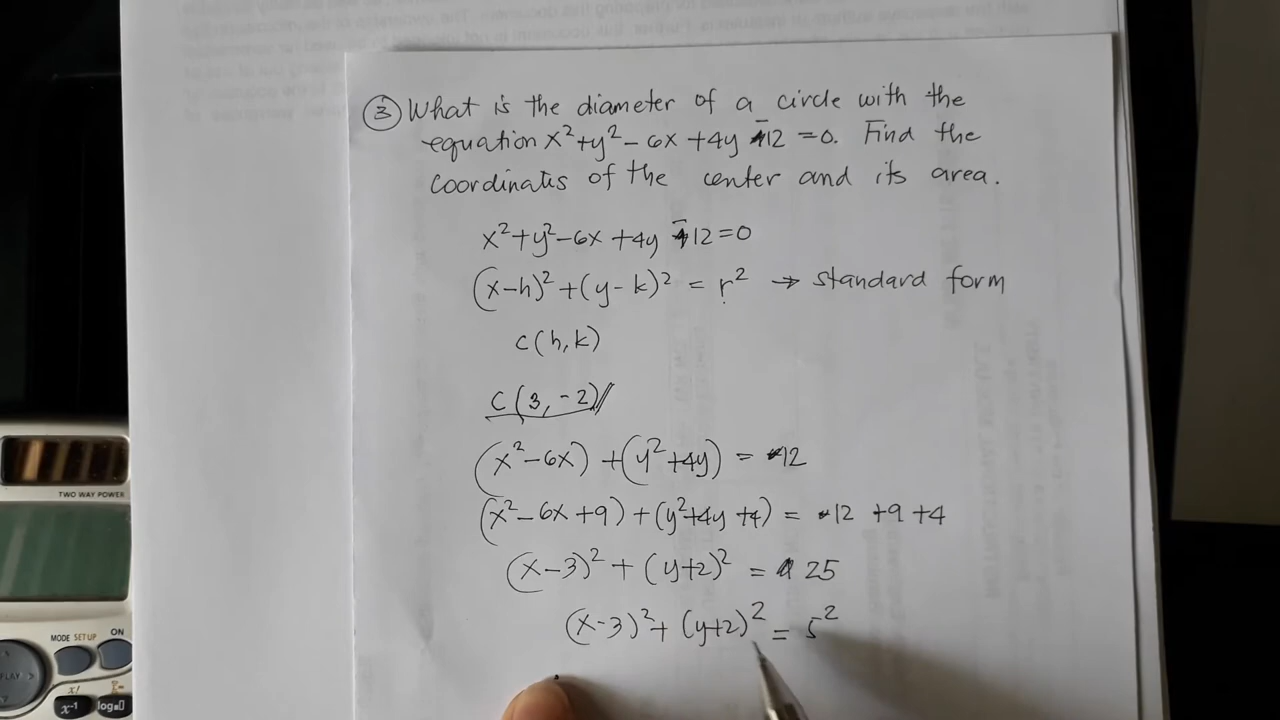 ③ What is the diameter of a circle with the
equation x²+y²-6x+4y-12=0. Find the
coordinates of the center and its area.
x²+y²-6x+4y-12=0
(x-h)²+(y-k)² = r² → standard form
C(h,k)
C(3,-2)//
(x²-6x)+(y²+4y) = 12
(x²-6x+9)+(y²+4y+4) = 12 +9 +4
(x-3)²+(y+2)² = 25
(x-3)²+(y+2)² = 5²
TWO WAY POWER
MODE SET UP ON
x!
x⁻¹ log